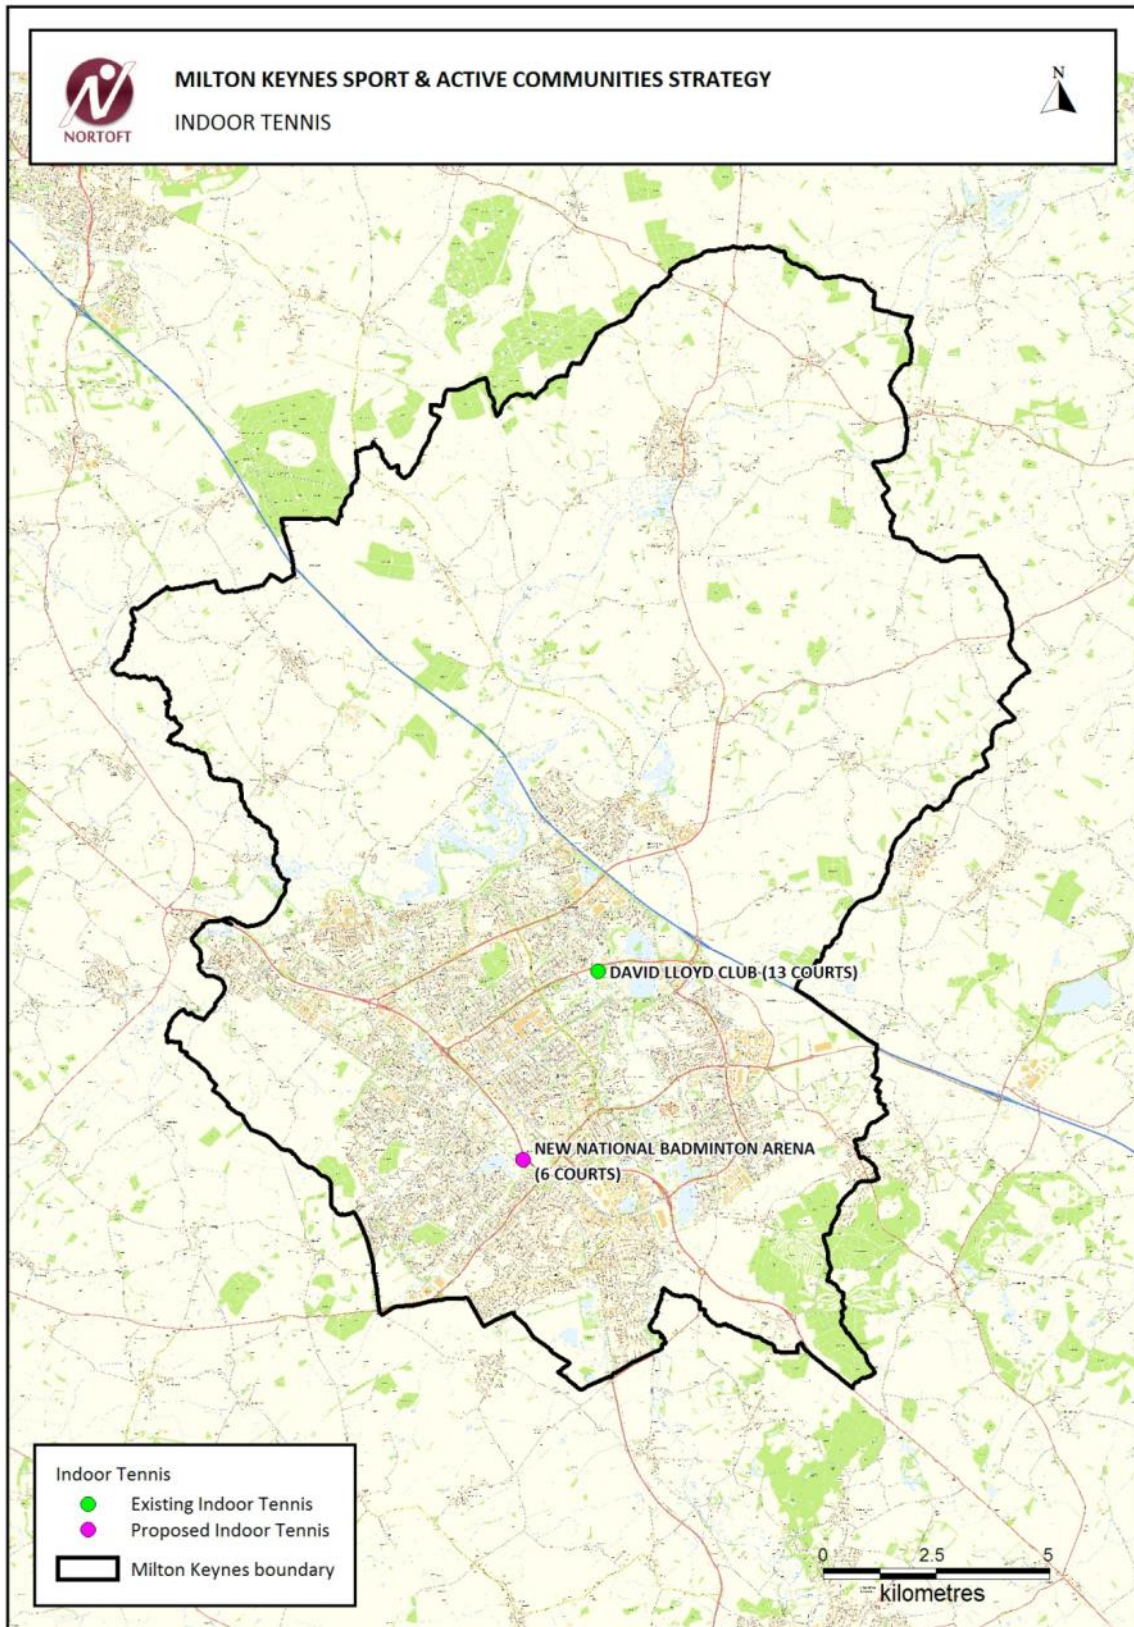 NORTOFT
MILTON KEYNES SPORT & ACTIVE COMMUNITIES STRATEGY
INDOOR TENNIS
N
DAVID LLOYD CLUB (13 COURTS)
NEW NATIONAL BADMINTON ARENA
(6 COURTS)
Indoor Tennis
Existing Indoor Tennis
Proposed Indoor Tennis
Milton Keynes boundary
0 2.5 5
kilometres